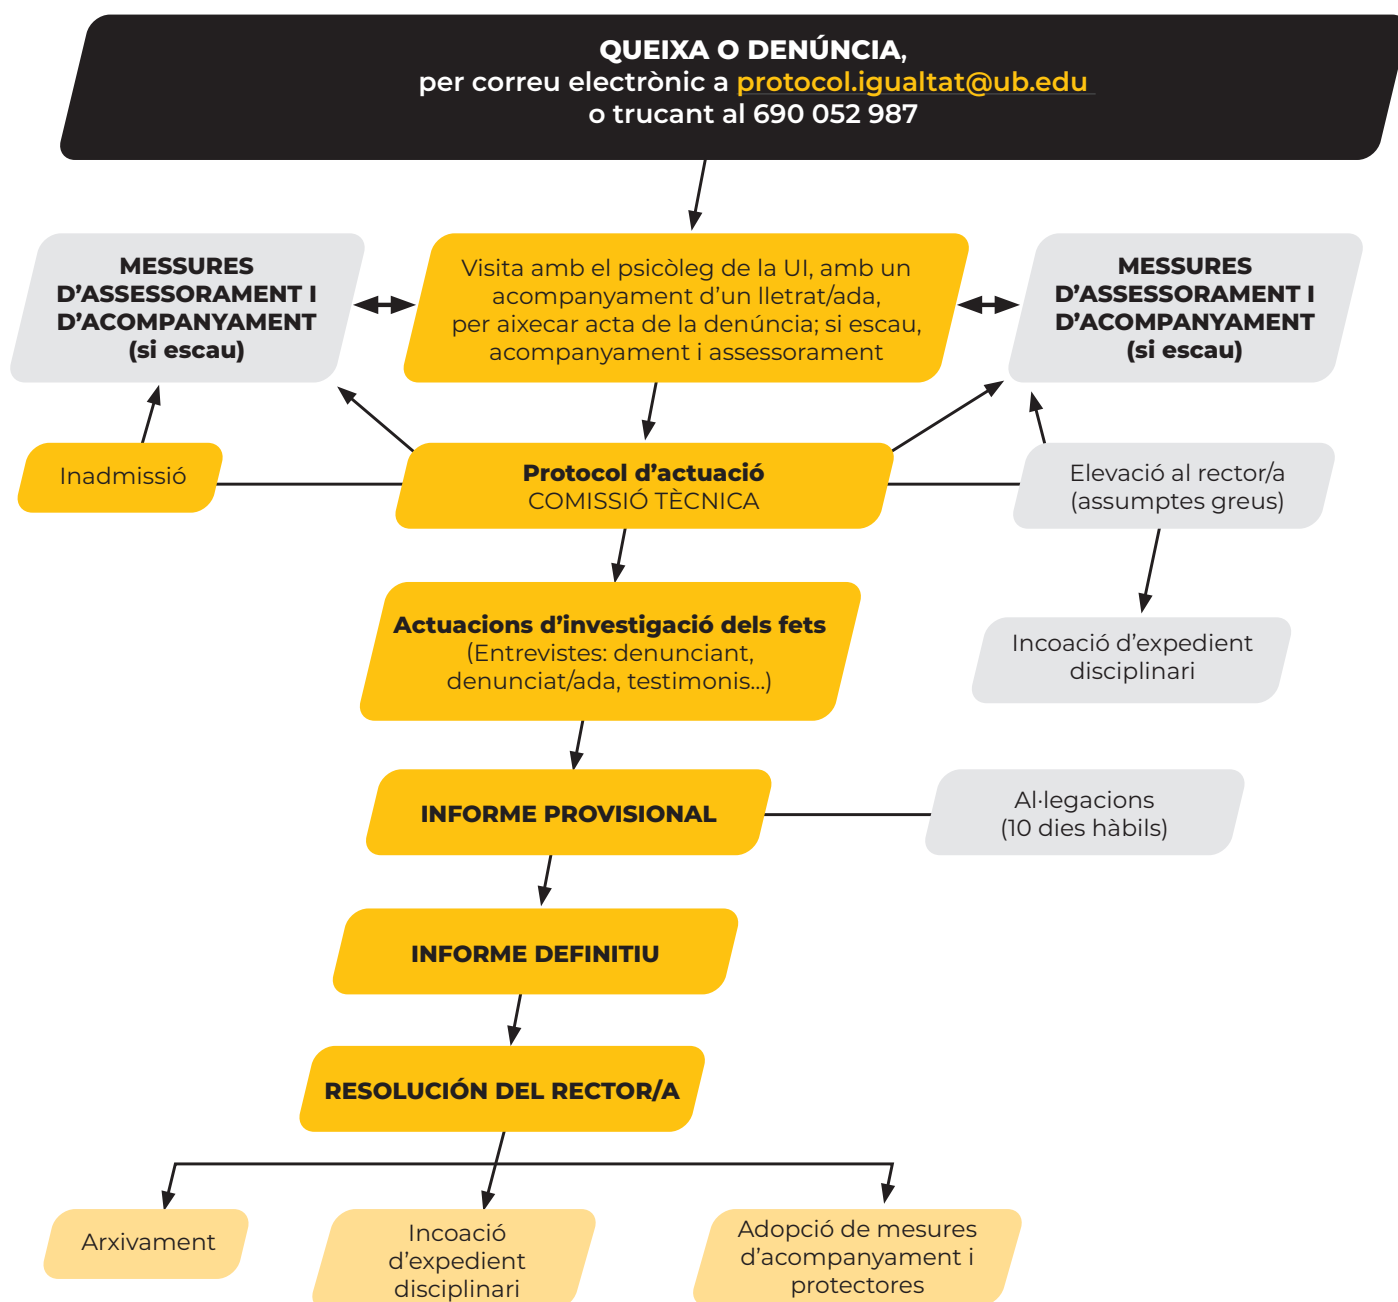 QUEIXA O DENÚNCIA,
per correu electrònic a protocol.igualtat@ub.edu
o trucant al 690 052 987
MESSURES
D’ASSESSORAMENT I
D’ACOMPANYAMENT
(si escau)
Visita amb el psicòleg de la UI, amb un
acompanyament d’un lletrat/ada,
per aixecar acta de la denúncia; si escau,
acompanyament i assessorament
MESSURES
D’ASSESSORAMENT I
D’ACOMPANYAMENT
(si escau)
Inadmissió
Protocol d’actuació
COMISSIÓ TÈCNICA
Elevació al rector/a
(assumptes greus)
Actuacions d’investigació dels fets
(Entrevistes: denunciant,
denunciat/ada, testimonis...)
Incoació d’expedient
disciplinari
INFORME PROVISIONAL
Al·legacions
(10 dies hàbils)
INFORME DEFINITIU
RESOLUCIÓN DEL RECTOR/A
Arxivament
Incoació
d’expedient
disciplinari
Adopció de mesures
d’acompanyament i
protectores